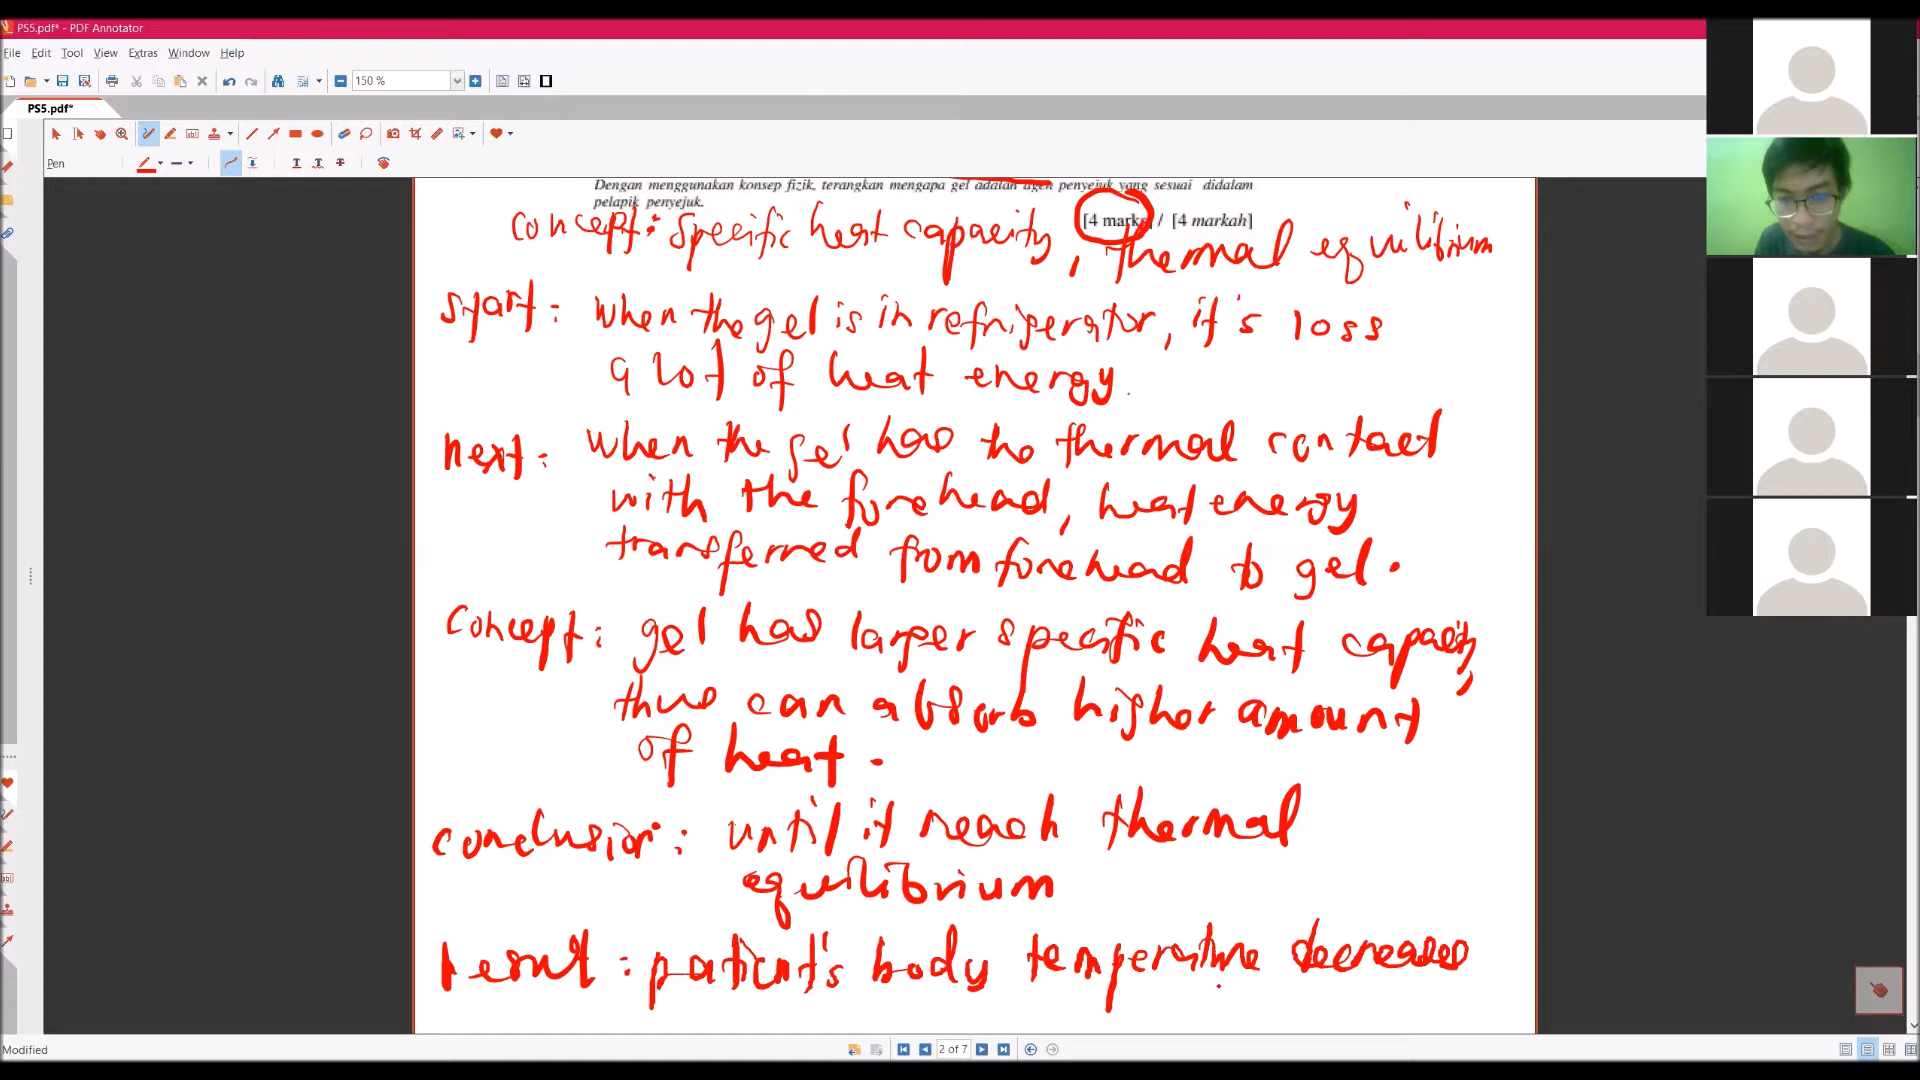 PS5.pdf* - PDF Annotator
File Edit Tool View Extras Window Help
150 %
PS5.pdf*
Pen
Dengan menggunakan konsep fizik, terangkan mengapa gel adalah agen penyejuk yang sesuai didalam
pelapik penyejuk.
[4 marks] / [4 markah]
concept: specific heat capacity, thermal equilibrium
start: when the gel is in refrigerator, it's loss
a lot of heat energy.
next: when the gel has the thermal contact
with the forehead, heat energy
transferred from forehead to gel.
concept: gel has larger specific heat capacity,
thus can absorb higher amount
of heat.
conclusion: until it reach thermal
equilibrium
result: patient's body temperature decreases
Modified
2 of 7